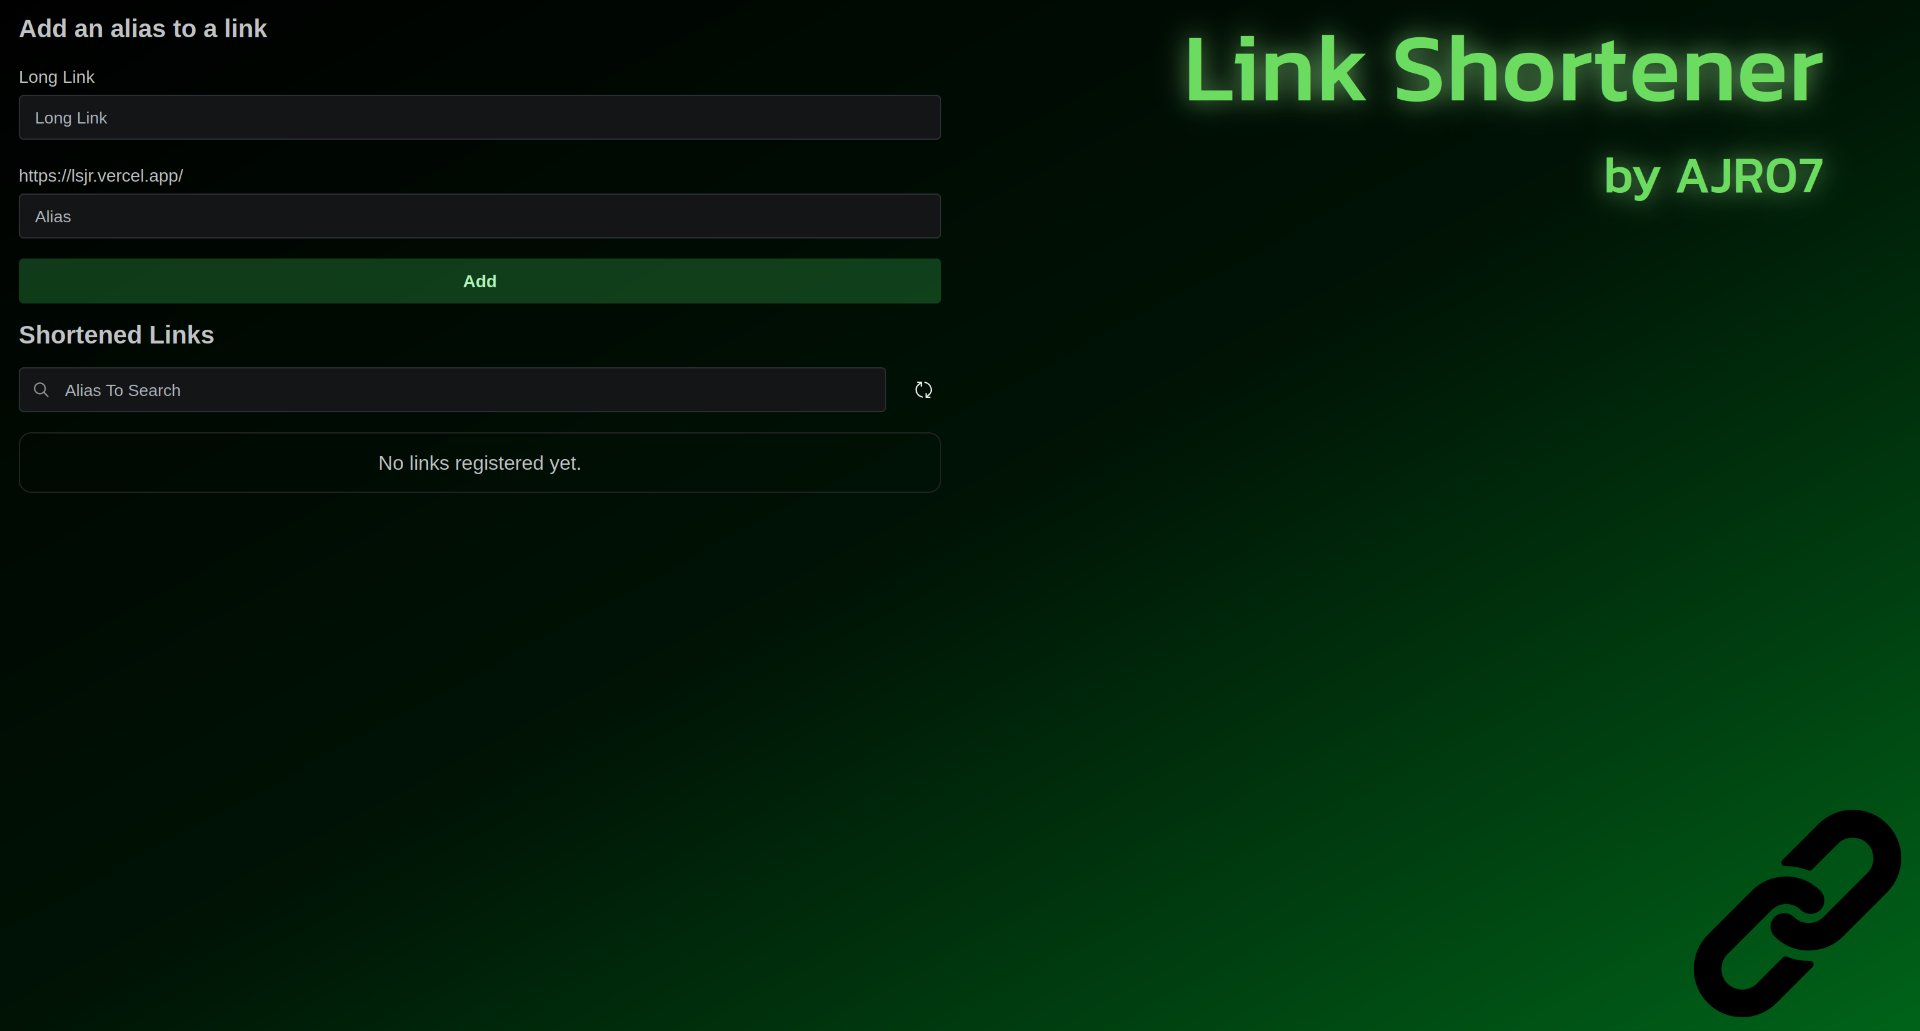 Add an alias to a link
Long Link
Long Link
https://lsjr.vercel.app/
Alias
Add
Shortened Links
Alias To Search
No links registered yet.
Link Shortener
by AJR07